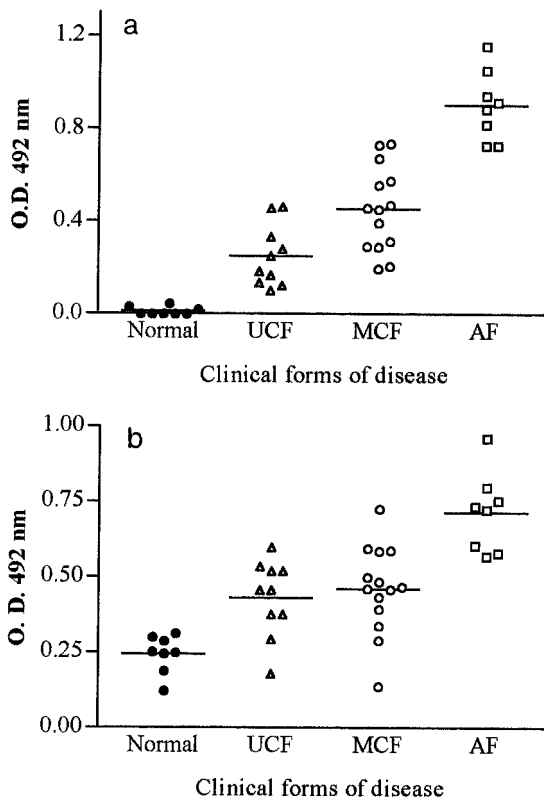 a
1.2
0.8
0.4
0.0
O.D. 492 nm
Normal UCF MCF AF
Clinical forms of disease
b
1.00
0.75
0.50
0.25
0.00
O. D. 492 nm
Normal UCF MCF AF
Clinical forms of disease